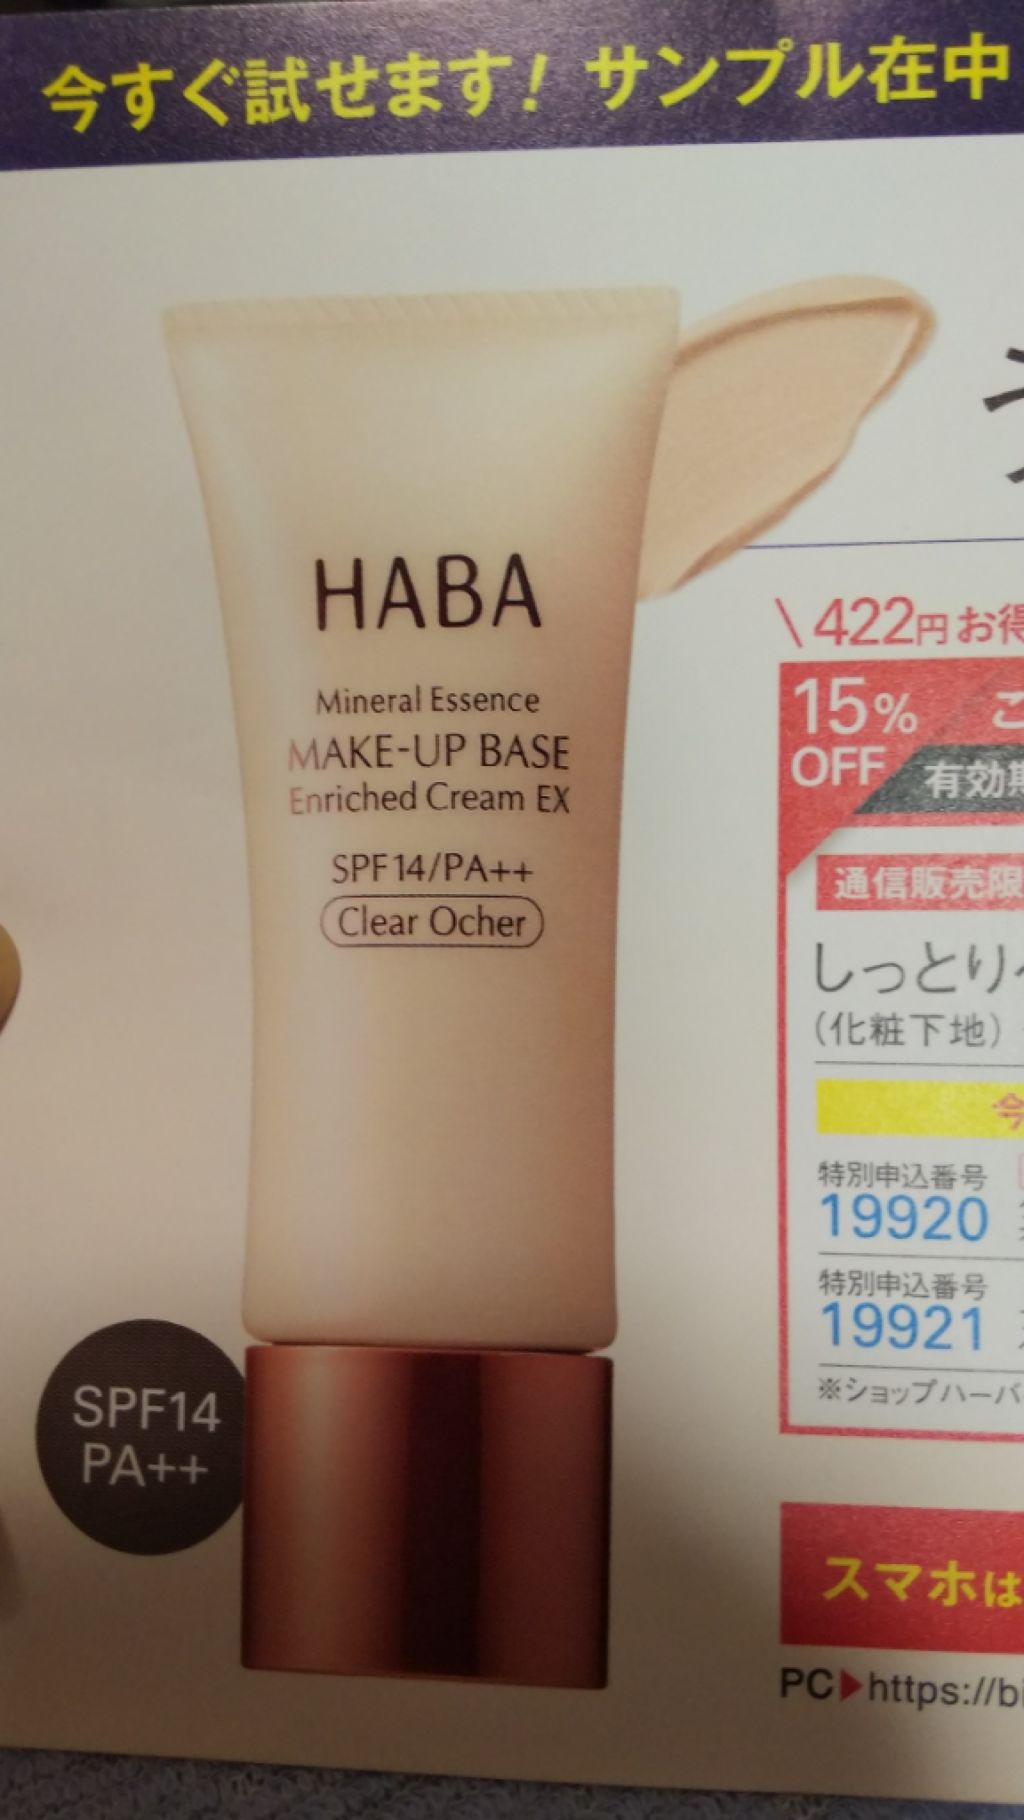 今すぐ試せます! サンプル在中
HABA
Mineral Essence
MAKE-UP BASE
Enriched Cream EX
SPF14/PA++
Clear Ocher
SPF14
PA++
\422円お得
15%
OFF
有効期
通信販売限
しっとり
(化粧下地)
今
特別申込番号
19920
特別申込番号
19921
※ショップハーバ
スマホは
PC▶https://bi